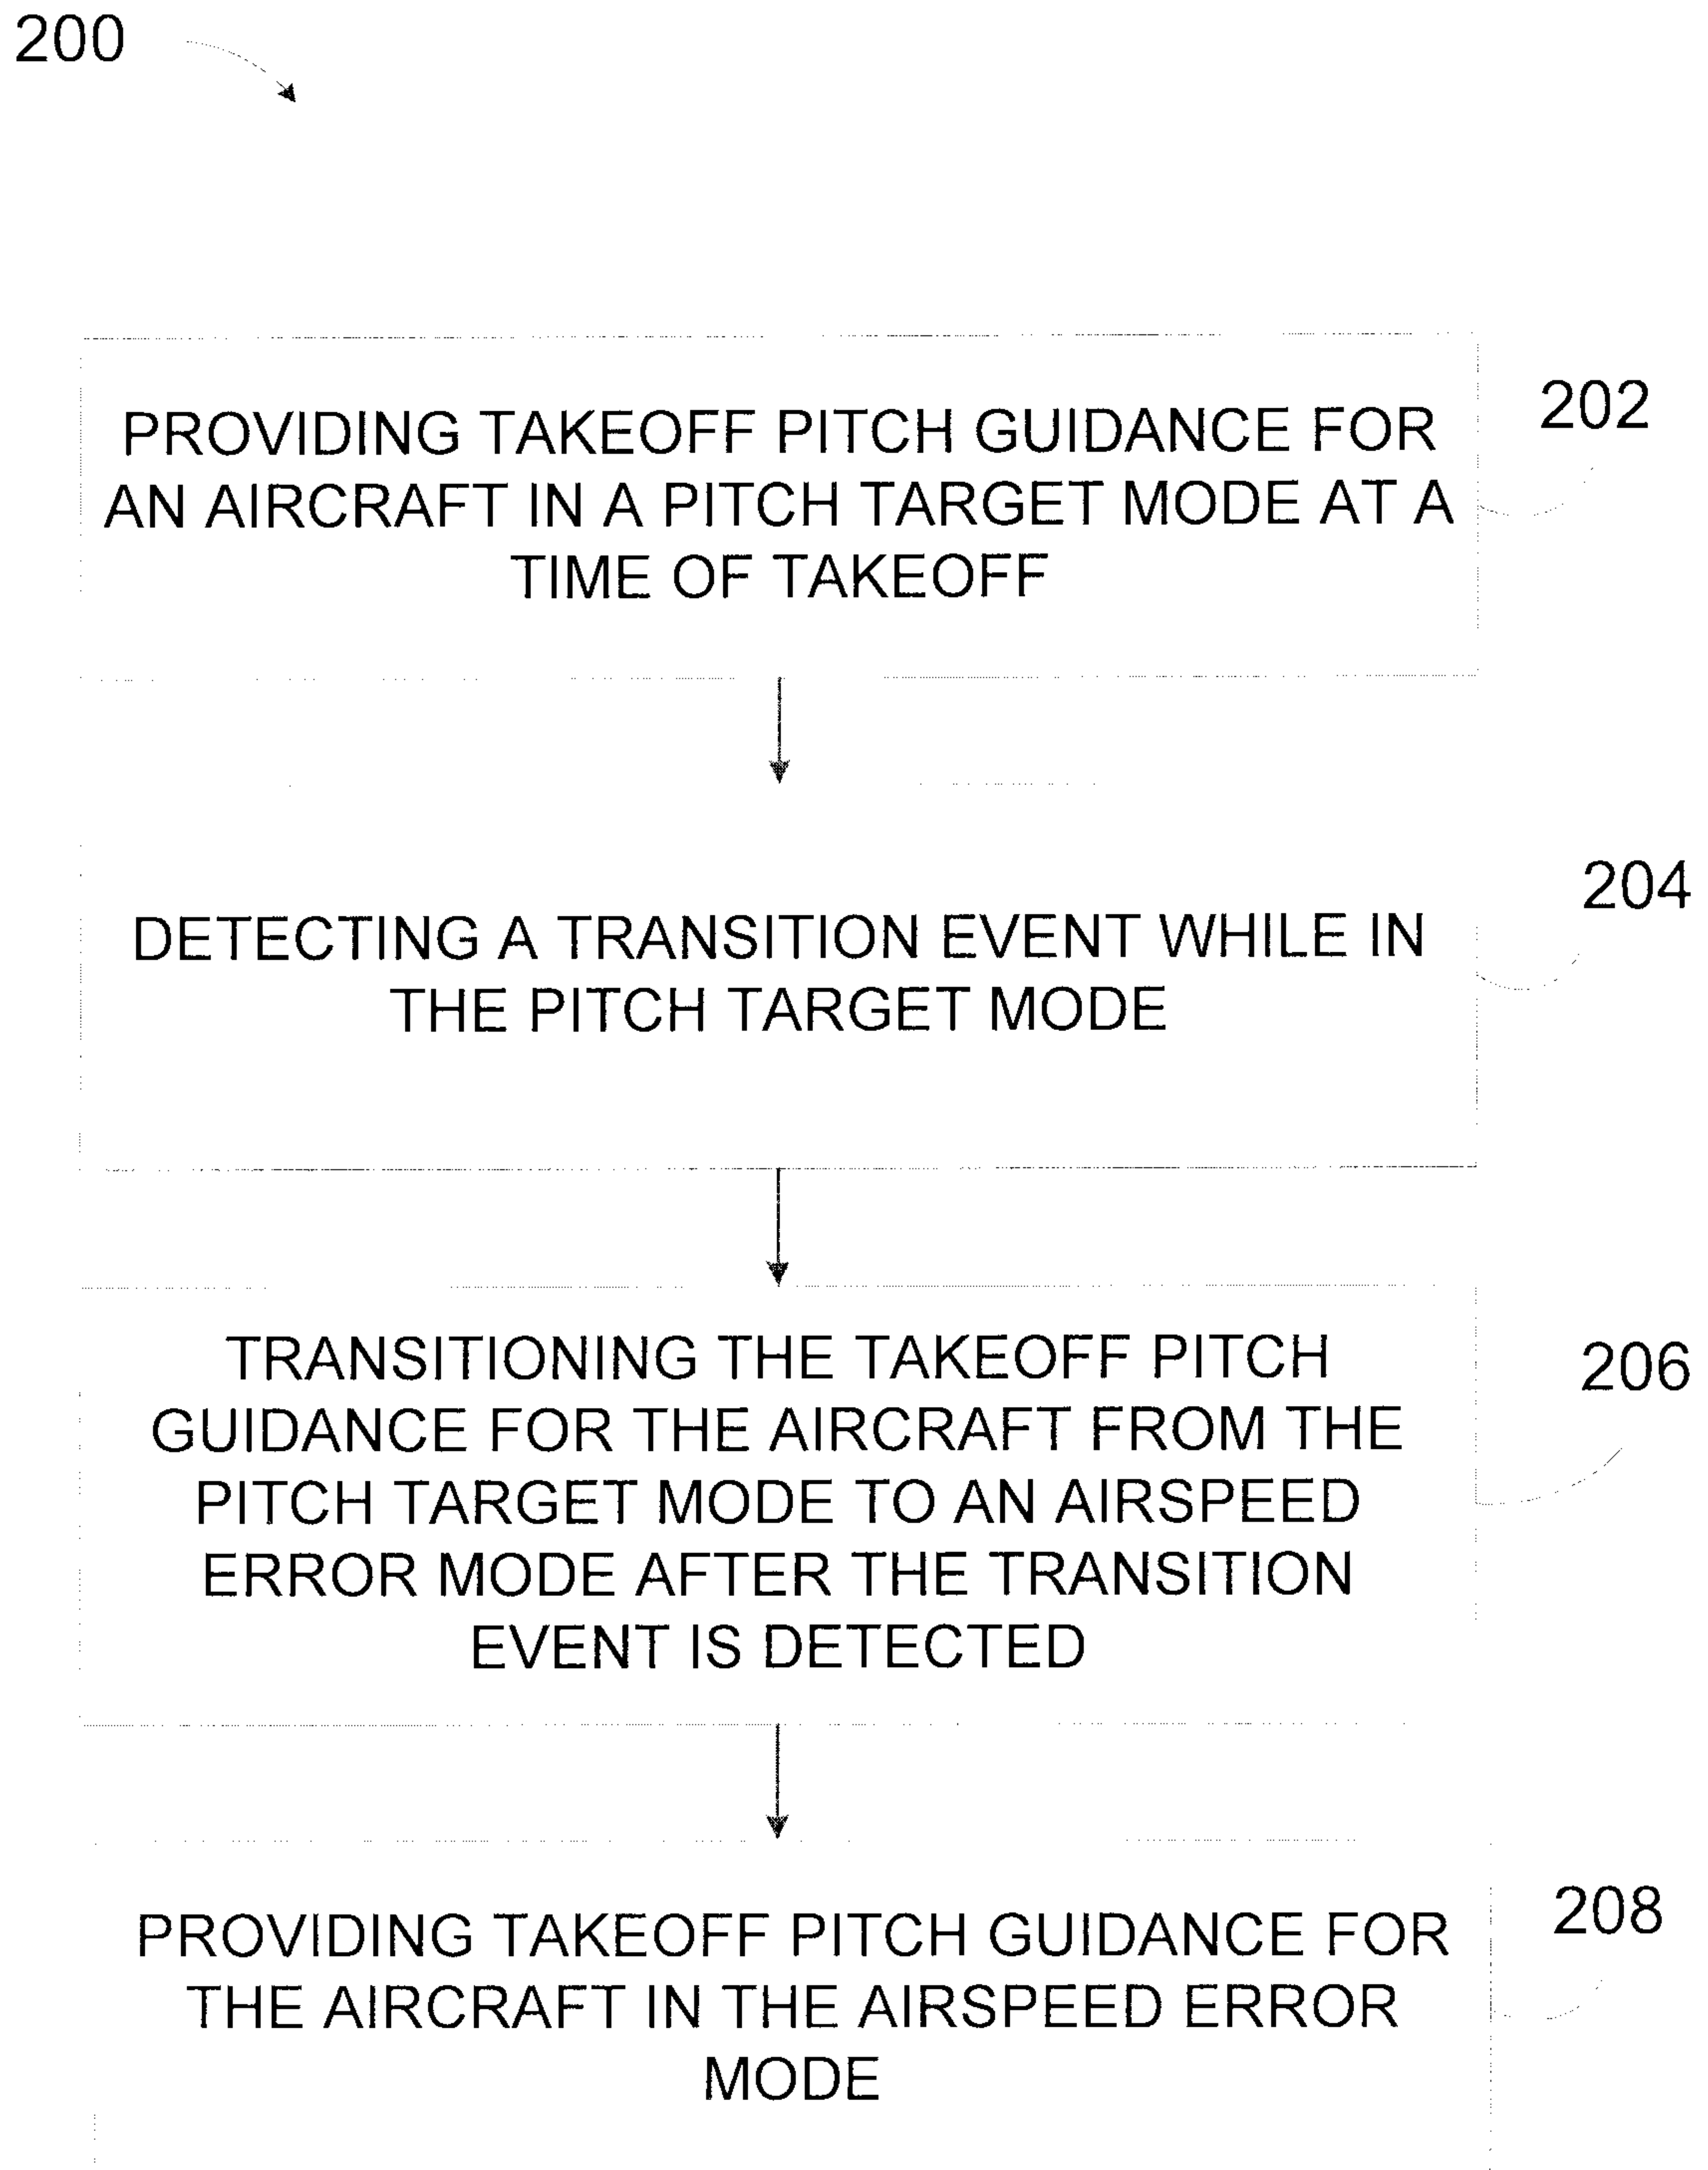 200
PROVIDING TAKEOFF PITCH GUIDANCE FOR
AN AIRCRAFT IN A PITCH TARGET MODE AT A
TIME OF TAKEOFF
202
DETECTING A TRANSITION EVENT WHILE IN
THE PITCH TARGET MODE
204
TRANSITIONING THE TAKEOFF PITCH
GUIDANCE FOR THE AIRCRAFT FROM THE
PITCH TARGET MODE TO AN AIRSPEED
ERROR MODE AFTER THE TRANSITION
EVENT IS DETECTED
206
PROVIDING TAKEOFF PITCH GUIDANCE FOR
THE AIRCRAFT IN THE AIRSPEED ERROR
MODE
208